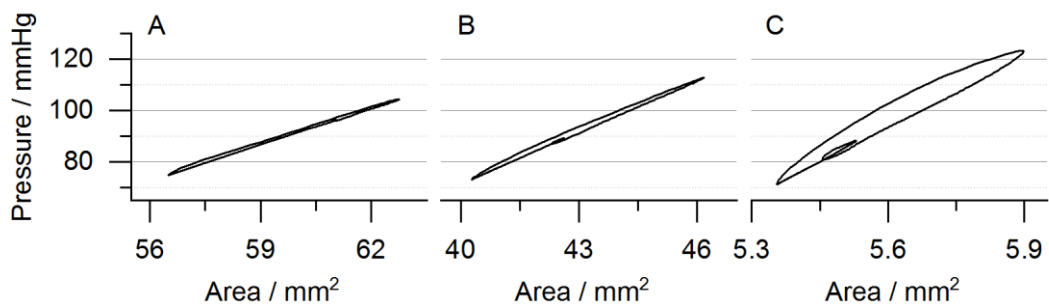 A B C
Pressure / mmHg
120
100
80
56 59 62 40 43 46 5.3 5.6 5.9
Area / mm² Area / mm² Area / mm²